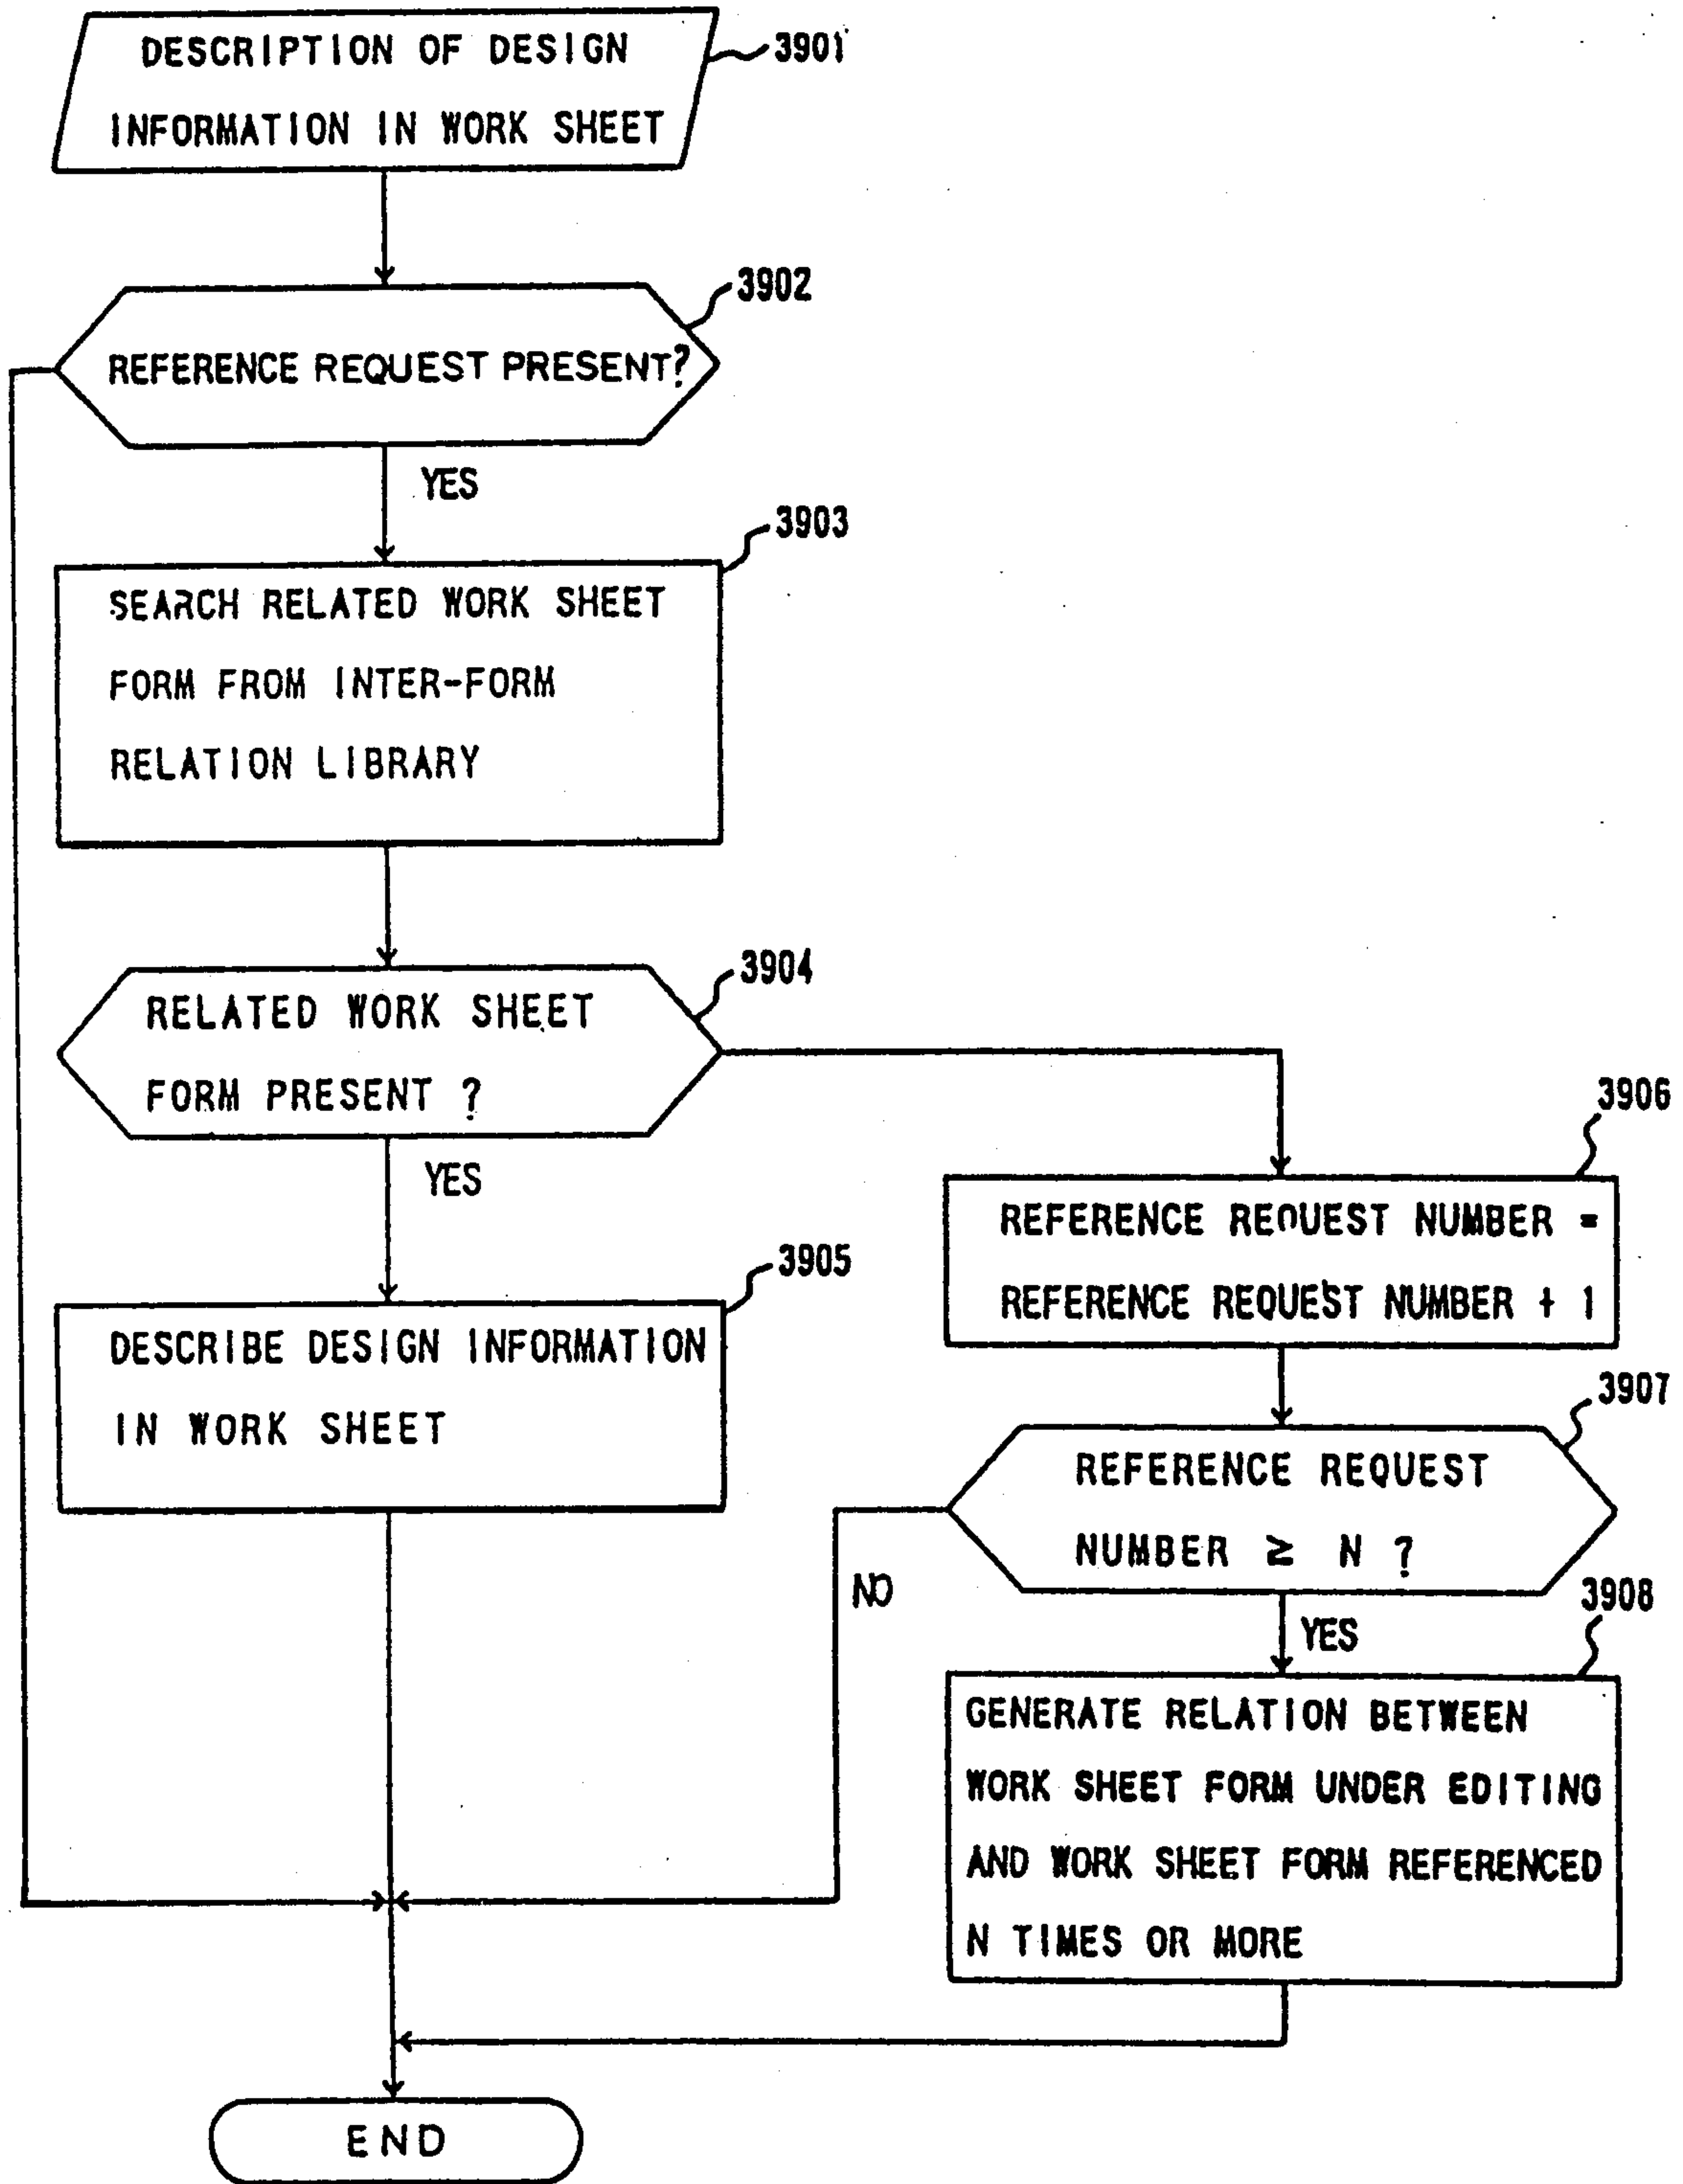 DESCRIPTION OF DESIGN
INFORMATION IN WORK SHEET
3901
3902
REFERENCE REQUEST PRESENT?
YES
3903
SEARCH RELATED WORK SHEET
FORM FROM INTER-FORM
RELATION LIBRARY
3904
RELATED WORK SHEET
FORM PRESENT ?
YES
3905
DESCRIBE DESIGN INFORMATION
IN WORK SHEET
3906
REFERENCE REQUEST NUMBER =
REFERENCE REQUEST NUMBER + 1
3907
REFERENCE REQUEST
NUMBER ≥ N ?
NO
YES
3908
GENERATE RELATION BETWEEN
WORK SHEET FORM UNDER EDITING
AND WORK SHEET FORM REFERENCED
N TIMES OR MORE
END